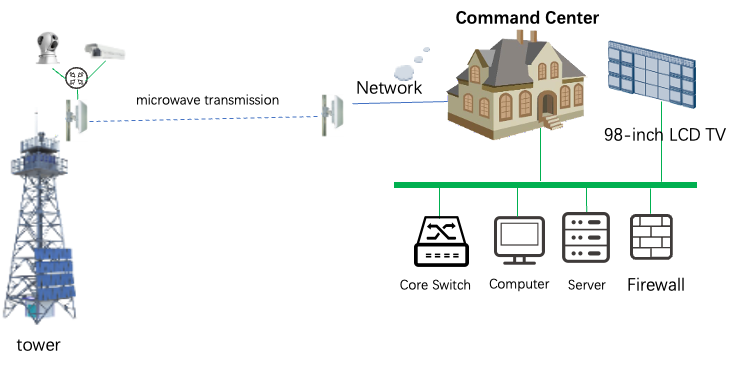 Command Center
microwave transmission
Network
98-inch LCD TV
Core Switch
Computer
Server
Firewall
tower